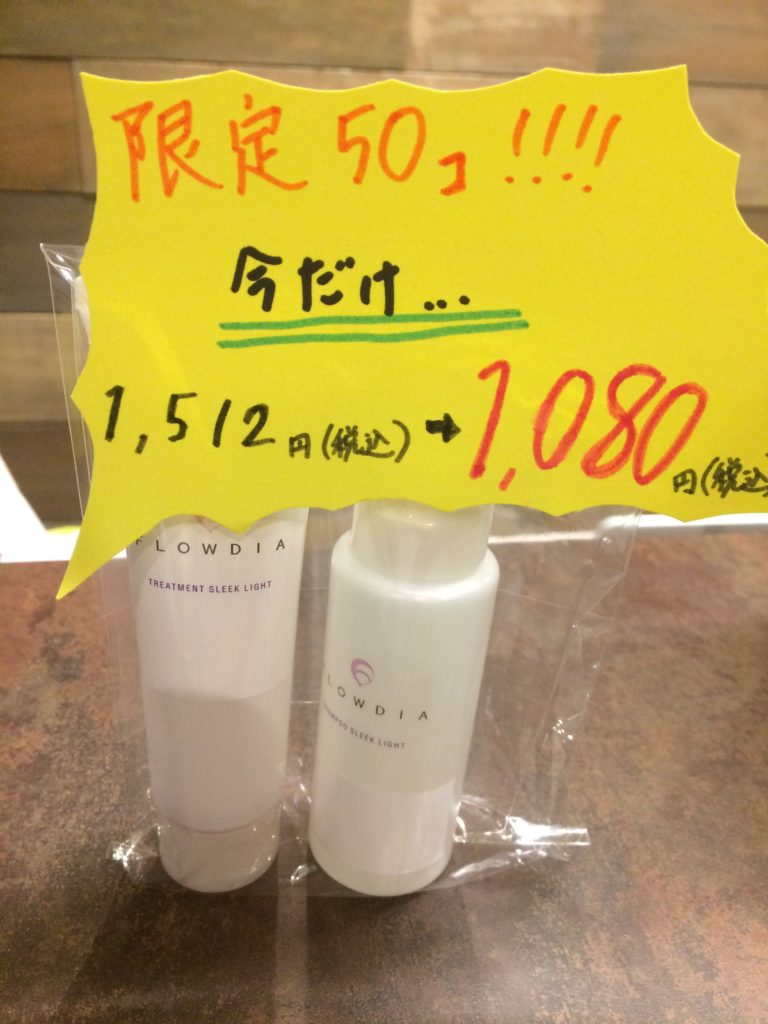 限定 50コ !!!!
今だけ...
1,512円(税込)➡1,080円(税込)
FLOWDIA
TREATMENT SLEEK LIGHT
LOWDIA
SHAMPOO SLEEK LIGHT